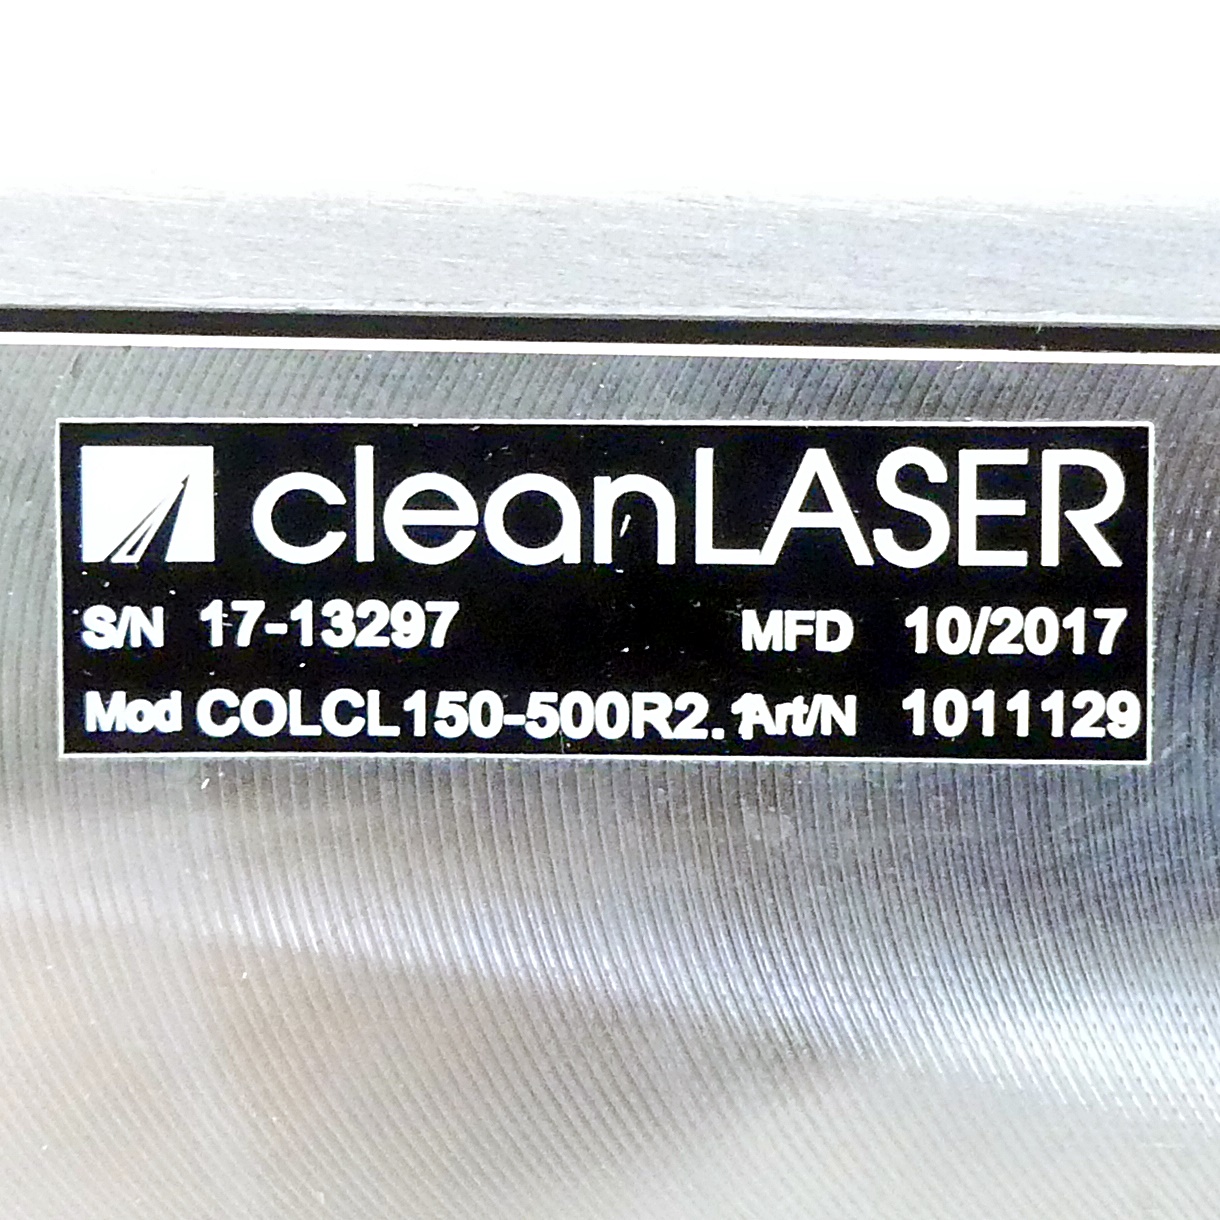 cleanLASER
S/N 17-13297 MFD 10/2017
Mod COLCL150-500R2.1 Art/N 1011129